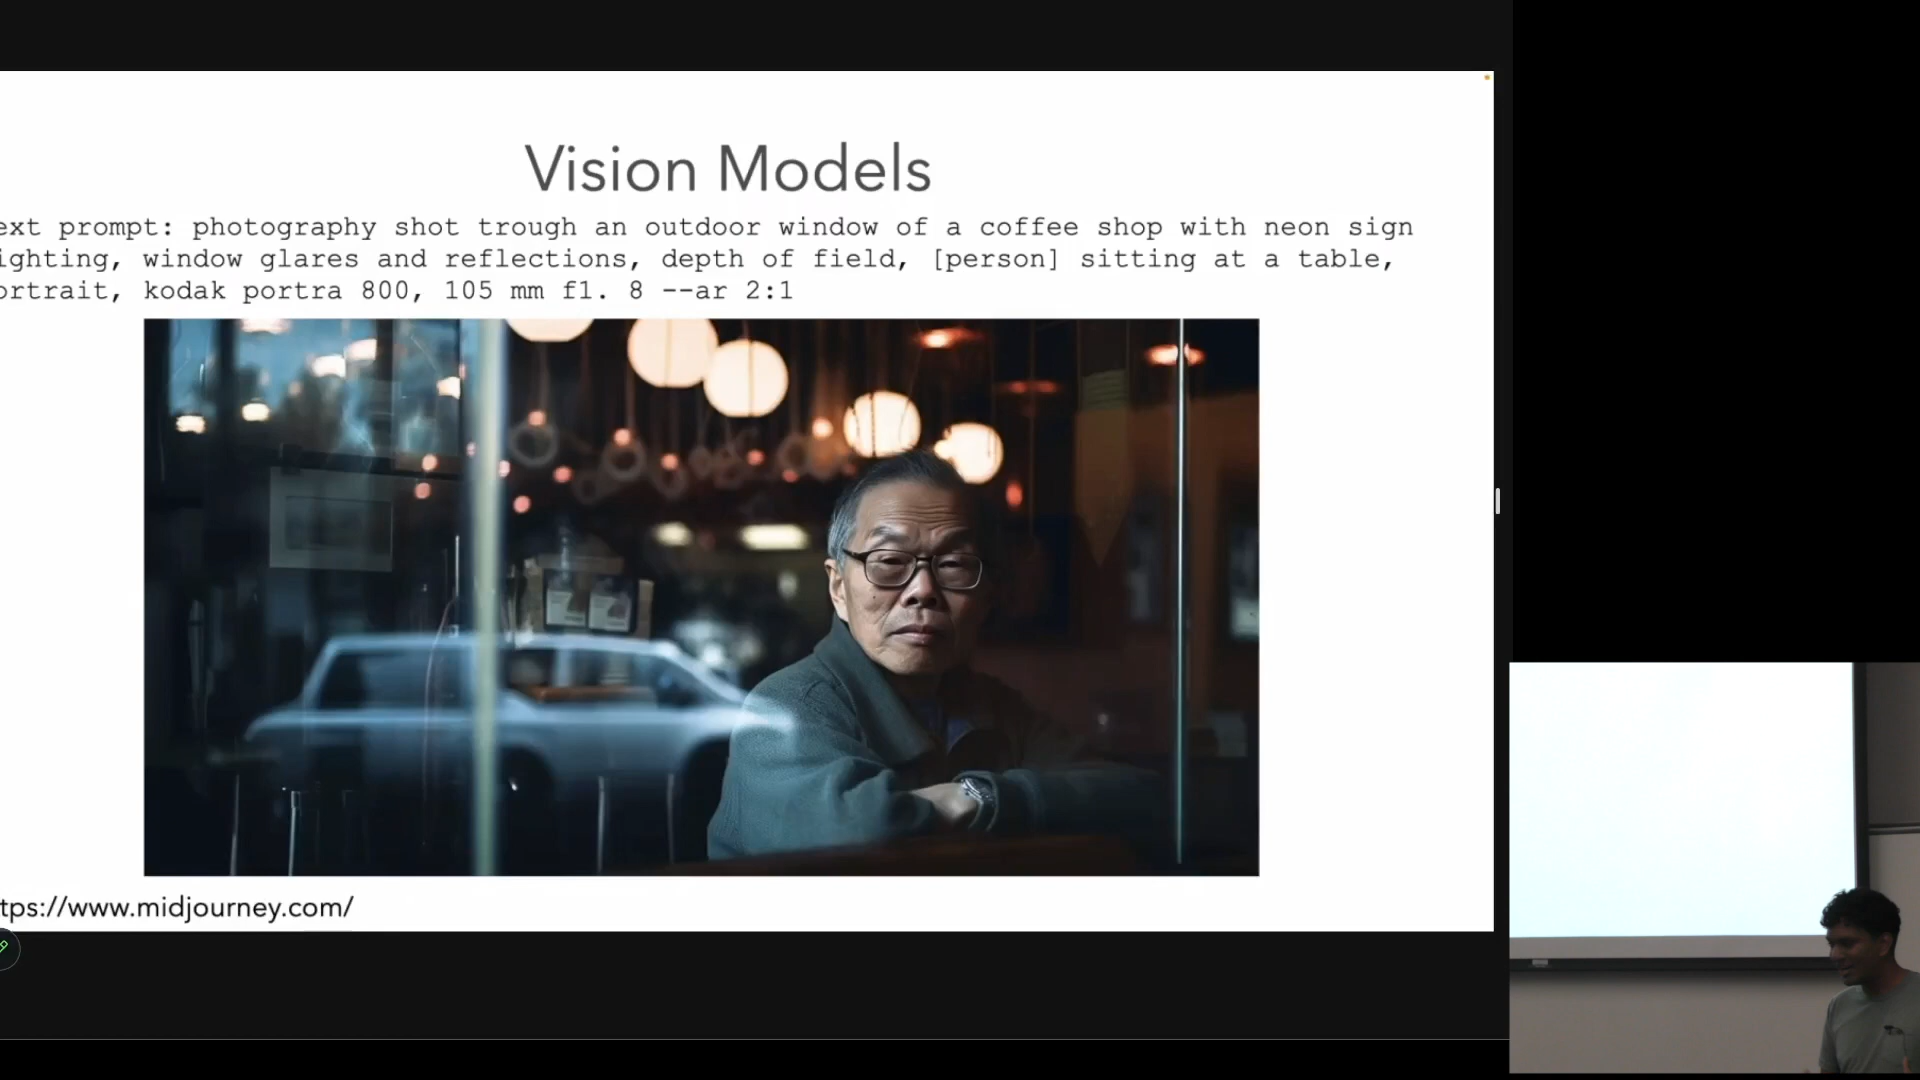 Vision Models
ext prompt: photography shot trough an outdoor window of a coffee shop with neon sign
ighting, window glares and reflections, depth of field, [person] sitting at a table,
ortrait, kodak portra 800, 105 mm f1. 8 --ar 2:1
tps://www.midjourney.com/